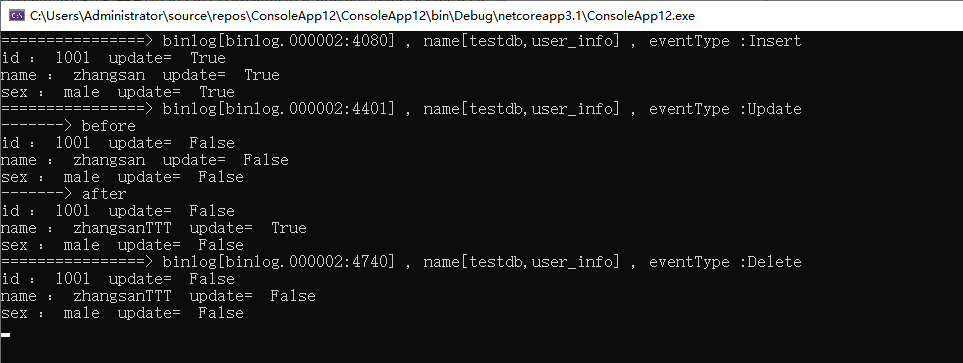 C:\Users\Administrator\source\repos\ConsoleApp12\ConsoleApp12\bin\Debug\netcoreapp3.1\ConsoleApp12.exe
================> binlog[binlog.000002:4080] , name[testdb,user_info] , eventType :Insert
id :  1001  update=  True
name :  zhangsan  update=  True
sex :  male  update=  True
================> binlog[binlog.000002:4401] , name[testdb,user_info] , eventType :Update
-------> before
id :  1001  update=  False
name :  zhangsan  update=  False
sex :  male  update=  False
-------> after
id :  1001  update=  False
name :  zhangsanTTT  update=  True
sex :  male  update=  False
================> binlog[binlog.000002:4740] , name[testdb,user_info] , eventType :Delete
id :  1001  update=  False
name :  zhangsanTTT  update=  False
sex :  male  update=  False